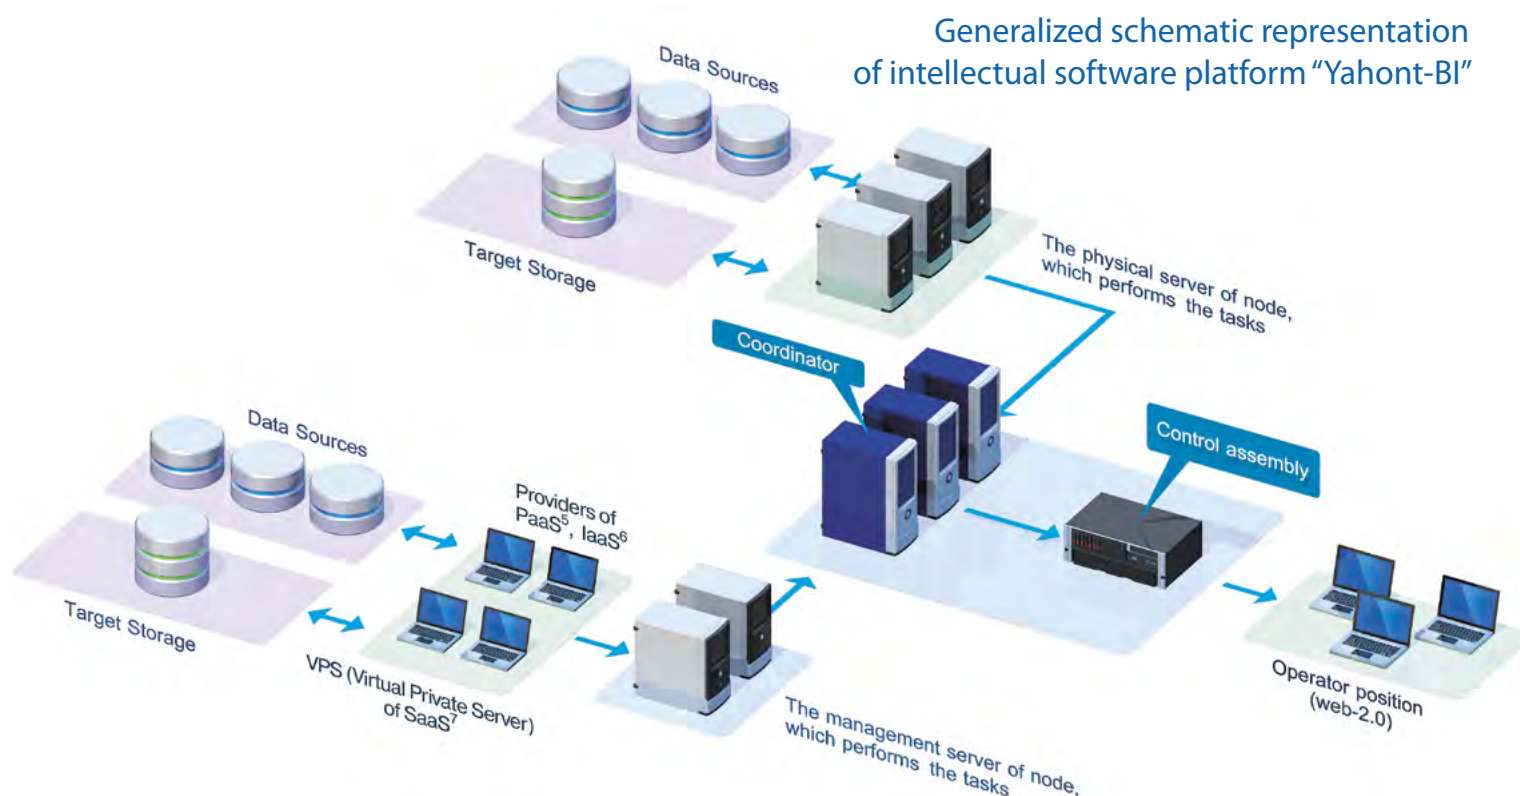 Generalized schematic representation
of intellectual software platform “Yahont-BI”
Data Sources
Target Storage
The physical server of node,
which performs the tasks
Coordinator
Control assembly
Data Sources
Target Storage
Providers of
PaaS⁵, IaaS⁶
VPS (Virtual Private Server)
of SaaS⁷
The management server of node,
which performs the tasks
Operator position
(web-2.0)